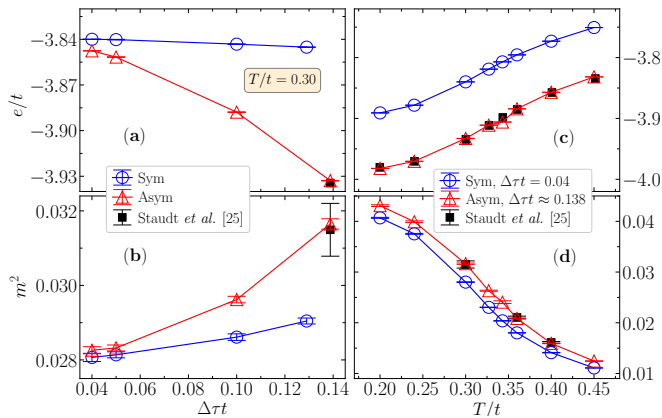 −3.84
−3.87
−3.90
−3.93
e/t
T/t = 0.30
(a)
Sym
Asym
Staudt et al. [25]
0.032
0.030
0.028
m²
(b)
0.04 0.06 0.08 0.10 0.12 0.14
Δτt
(c)
−3.8
−3.9
−4.0
Sym, Δτt = 0.04
Asym, Δτt ≈ 0.138
Staudt et al. [25]
(d)
0.04
0.03
0.02
0.01
0.20 0.25 0.30 0.35 0.40 0.45
T/t